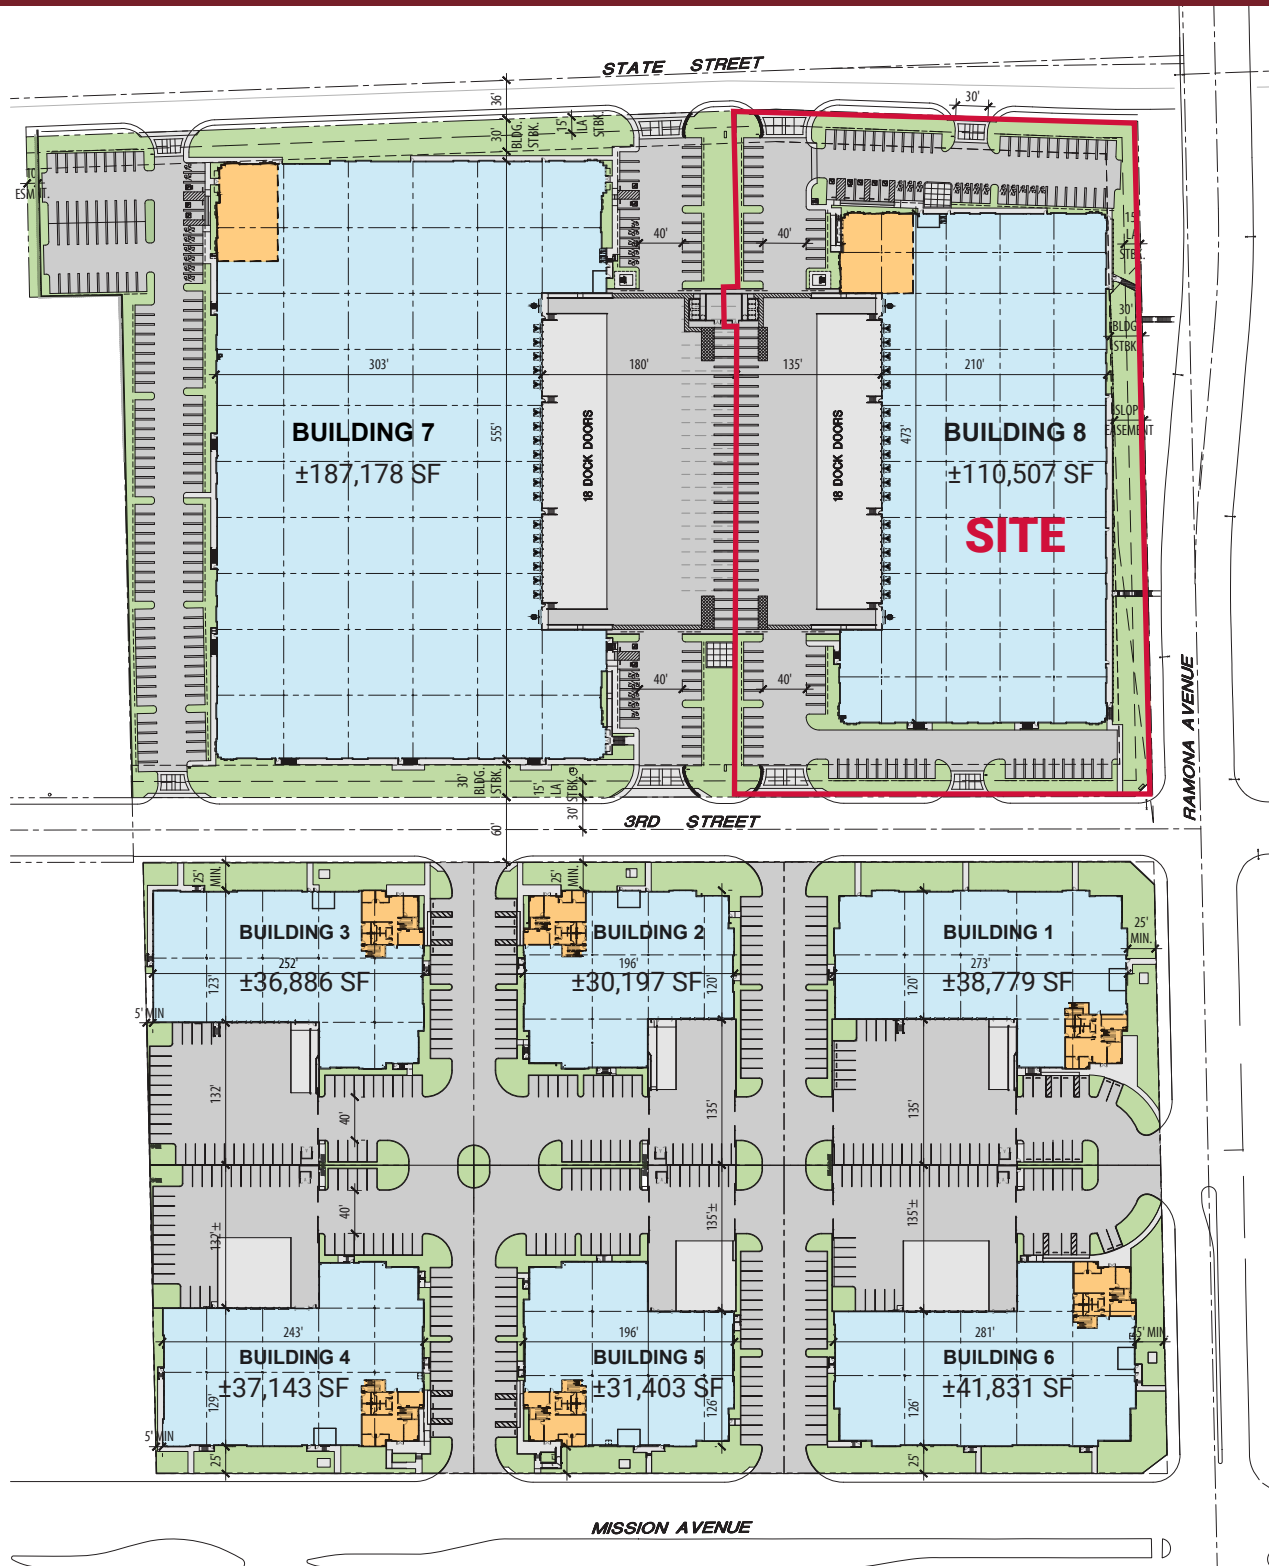 STATE STREET
36'
30'
BLDG.
STBK.
15'
LA
STBK.
30'
ESM'T.
40'
40'
15'
LA
STBK.
30'
BLDG
STBK
303'
180'
135'
210'
BUILDING 7
±187,178 SF
555'
18 DOCK DOORS
18 DOCK DOORS
473'
BUILDING 8
±110,507 SF
SITE
SLOP
EASEMENT
40'
40'
RAMONA AVENUE
30'
BLDG.
STBK.
15'
LA
STBK.
30'
60'
3RD STREET
25'
MIN.
25'
MIN.
25'
MIN.
BUILDING 3
252'
±36,886 SF
123'
BUILDING 2
196'
±30,197 SF
120'
BUILDING 1
273'
±38,779 SF
120'
5' MIN
132'
40'
135'
135'
132'±
40'
135'±
135'±
243'
BUILDING 4
±37,143 SF
129'
196'
BUILDING 5
±31,403 SF
126'
281'
BUILDING 6
±41,831 SF
126'
25' MIN
5' MIN
25'
25'
MISSION AVENUE